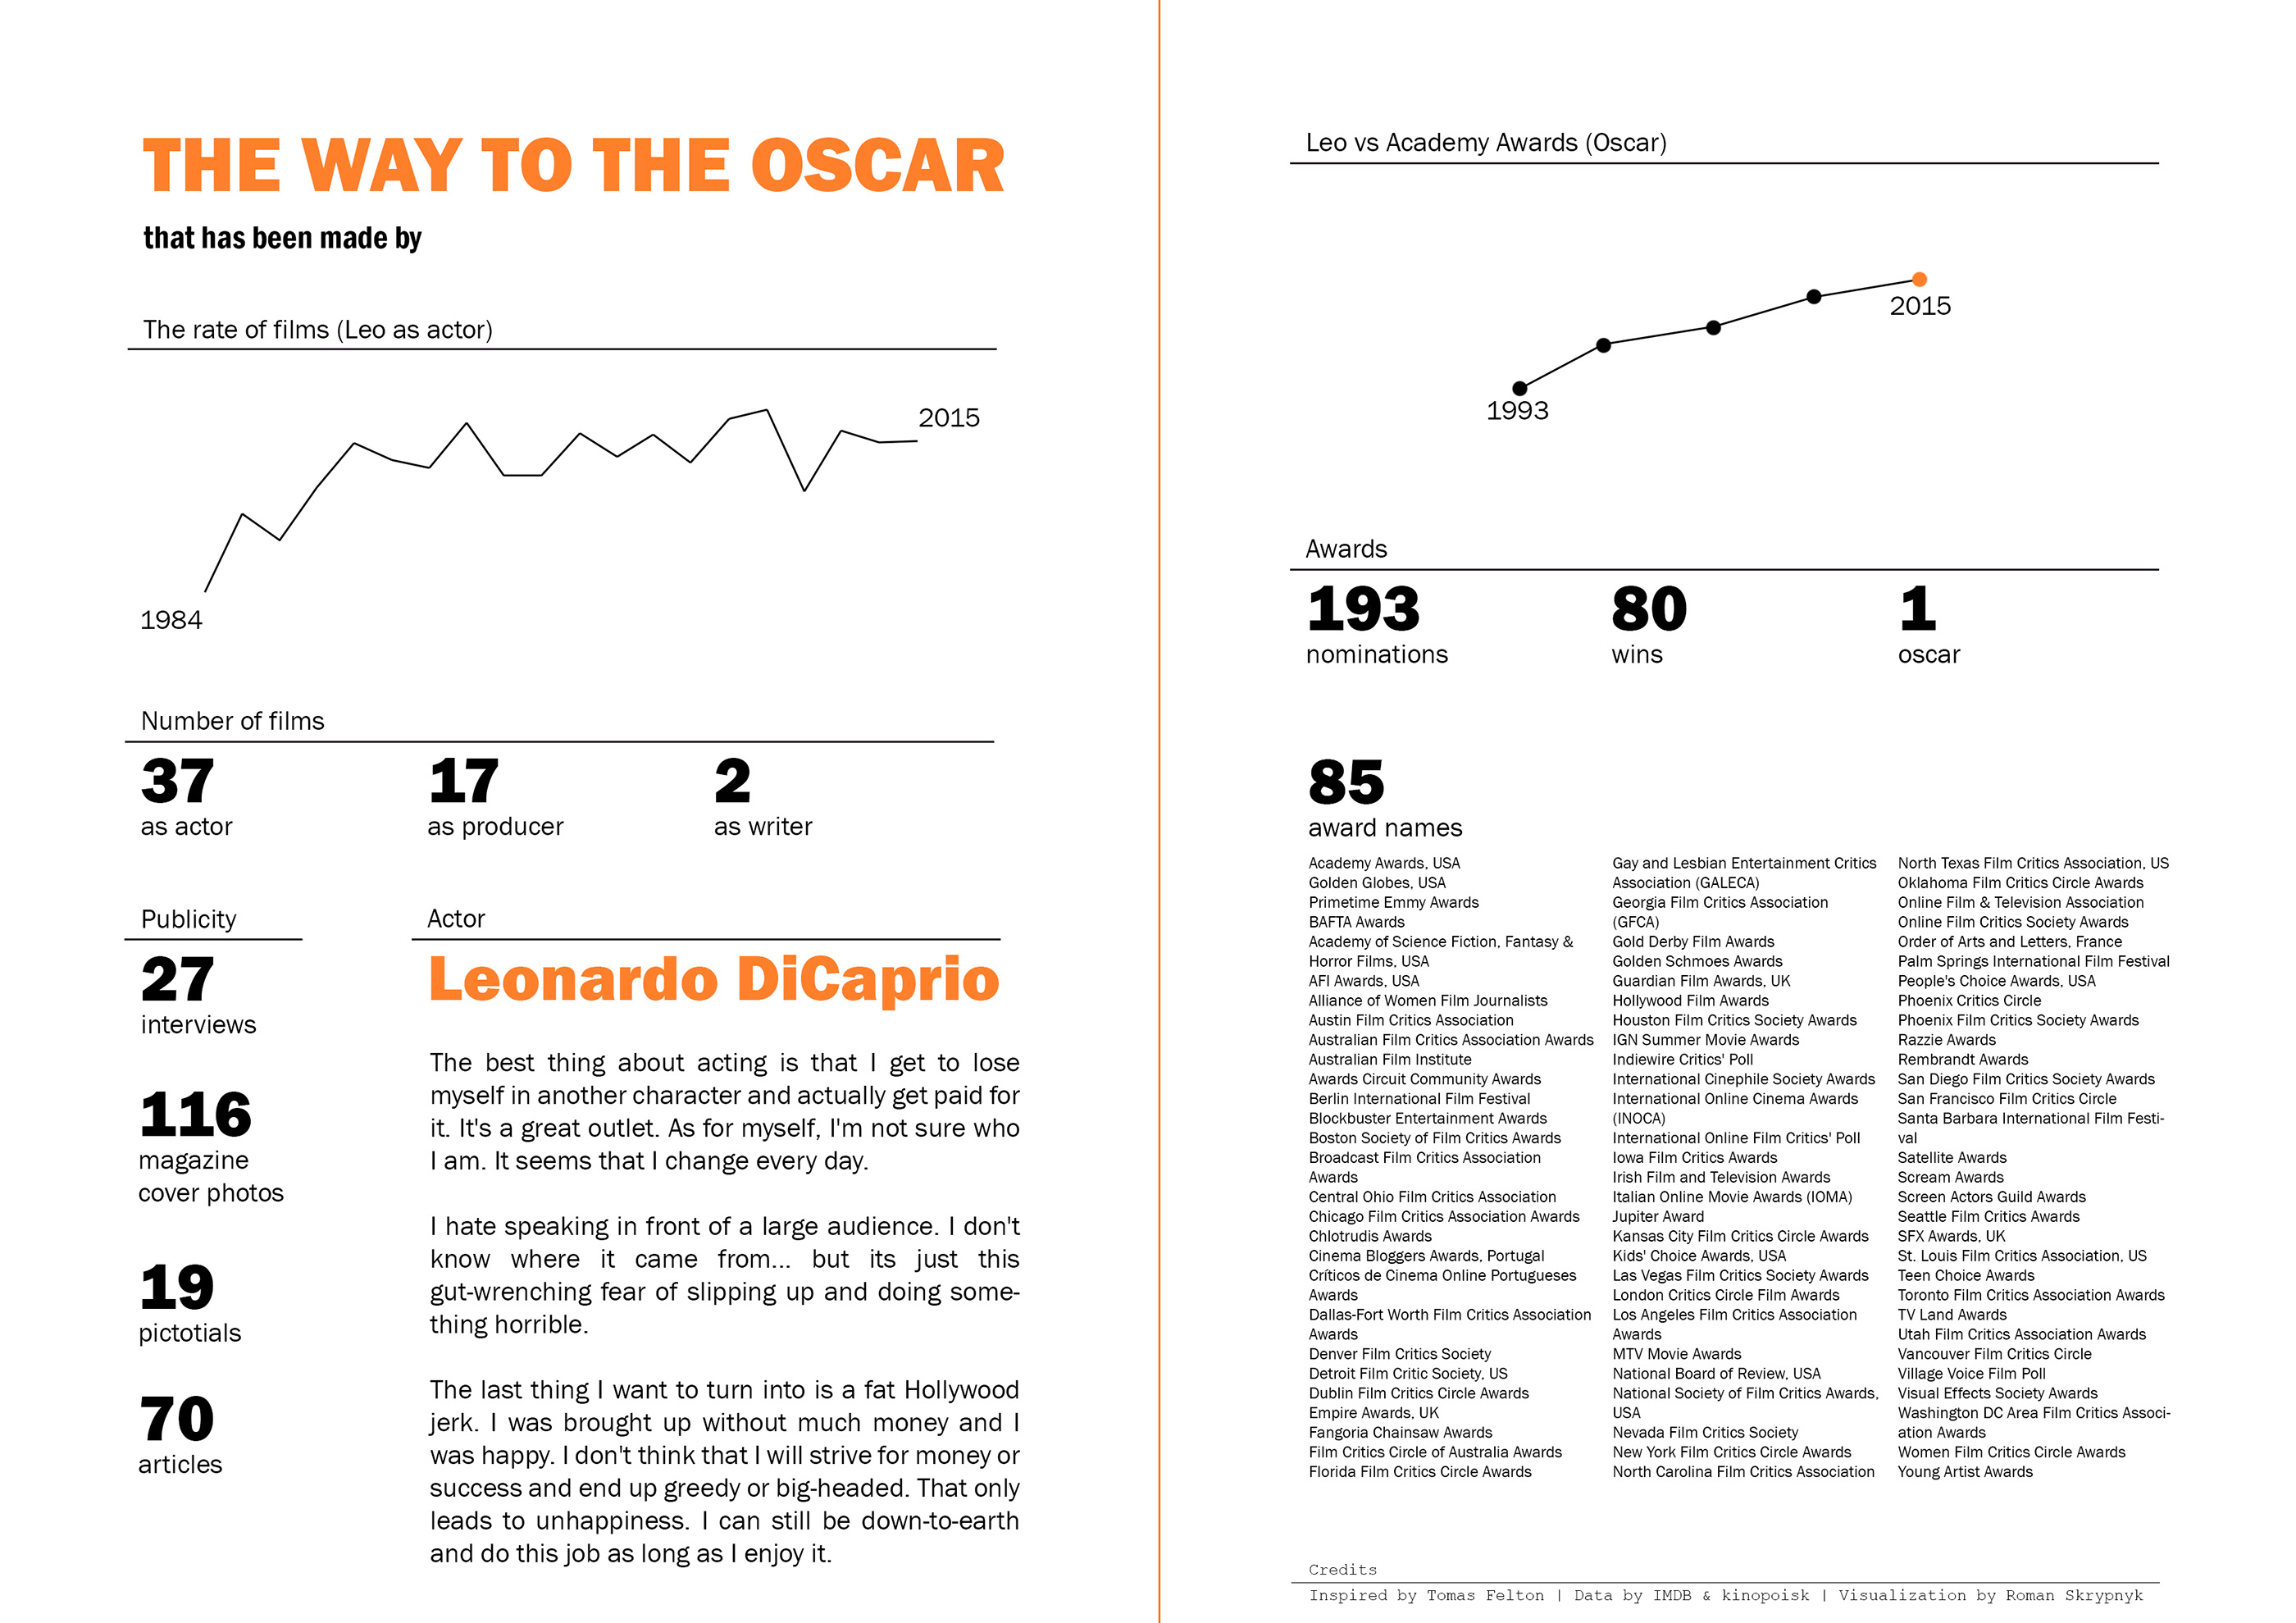 THE WAY TO THE OSCAR
that has been made by
The rate of films (Leo as actor)
2015
1984
Number of films
37
as actor
17
as producer
2
as writer
Publicity
27
interviews
116
magazine
cover photos
19
pictotials
70
articles
Actor
Leonardo DiCaprio
The best thing about acting is that I get to lose
myself in another character and actually get paid for
it. It's a great outlet. As for myself, I'm not sure who
I am. It seems that I change every day.
I hate speaking in front of a large audience. I don't
know where it came from... but its just this
gut-wrenching fear of slipping up and doing some-
thing horrible.
The last thing I want to turn into is a fat Hollywood
jerk. I was brought up without much money and I
was happy. I don't think that I will strive for money or
success and end up greedy or big-headed. That only
leads to unhappiness. I can still be down-to-earth
and do this job as long as I enjoy it.
Leo vs Academy Awards (Oscar)
2015
1993
Awards
193
nominations
80
wins
1
oscar
85
award names
Academy Awards, USA
Golden Globes, USA
Primetime Emmy Awards
BAFTA Awards
Academy of Science Fiction, Fantasy &
Horror Films, USA
AFI Awards, USA
Alliance of Women Film Journalists
Austin Film Critics Association
Australian Film Critics Association Awards
Australian Film Institute
Awards Circuit Community Awards
Berlin International Film Festival
Blockbuster Entertainment Awards
Boston Society of Film Critics Awards
Broadcast Film Critics Association
Awards
Central Ohio Film Critics Association
Chicago Film Critics Association Awards
Chlotrudis Awards
Cinema Bloggers Awards, Portugal
Críticos de Cinema Online Portugueses
Awards
Dallas-Fort Worth Film Critics Association
Awards
Denver Film Critics Society
Detroit Film Critic Society, US
Dublin Film Critics Circle Awards
Empire Awards, UK
Fangoria Chainsaw Awards
Film Critics Circle of Australia Awards
Florida Film Critics Circle Awards
Gay and Lesbian Entertainment Critics
Association (GALECA)
Georgia Film Critics Association
(GFCA)
Gold Derby Film Awards
Golden Schmoes Awards
Guardian Film Awards, UK
Hollywood Film Awards
Houston Film Critics Society Awards
IGN Summer Movie Awards
Indiewire Critics' Poll
International Cinephile Society Awards
International Online Cinema Awards
(INOCA)
International Online Film Critics' Poll
Iowa Film Critics Awards
Irish Film and Television Awards
Italian Online Movie Awards (IOMA)
Jupiter Award
Kansas City Film Critics Circle Awards
Kids' Choice Awards, USA
Las Vegas Film Critics Society Awards
London Critics Circle Film Awards
Los Angeles Film Critics Association
Awards
MTV Movie Awards
National Board of Review, USA
National Society of Film Critics Awards,
USA
Nevada Film Critics Society
New York Film Critics Circle Awards
North Carolina Film Critics Association
North Texas Film Critics Association, US
Oklahoma Film Critics Circle Awards
Online Film & Television Association
Online Film Critics Society Awards
Order of Arts and Letters, France
Palm Springs International Film Festival
People's Choice Awards, USA
Phoenix Critics Circle
Phoenix Film Critics Society Awards
Razzie Awards
Rembrandt Awards
San Diego Film Critics Society Awards
San Francisco Film Critics Circle
Santa Barbara International Film Festi-
val
Satellite Awards
Scream Awards
Screen Actors Guild Awards
Seattle Film Critics Awards
SFX Awards, UK
St. Louis Film Critics Association, US
Teen Choice Awards
Toronto Film Critics Association Awards
TV Land Awards
Utah Film Critics Association Awards
Vancouver Film Critics Circle
Village Voice Film Poll
Visual Effects Society Awards
Washington DC Area Film Critics Associ-
ation Awards
Women Film Critics Circle Awards
Young Artist Awards
Credits
Inspired by Tomas Felton | Data by IMDB & kinopoisk | Visualization by Roman Skrypnyk